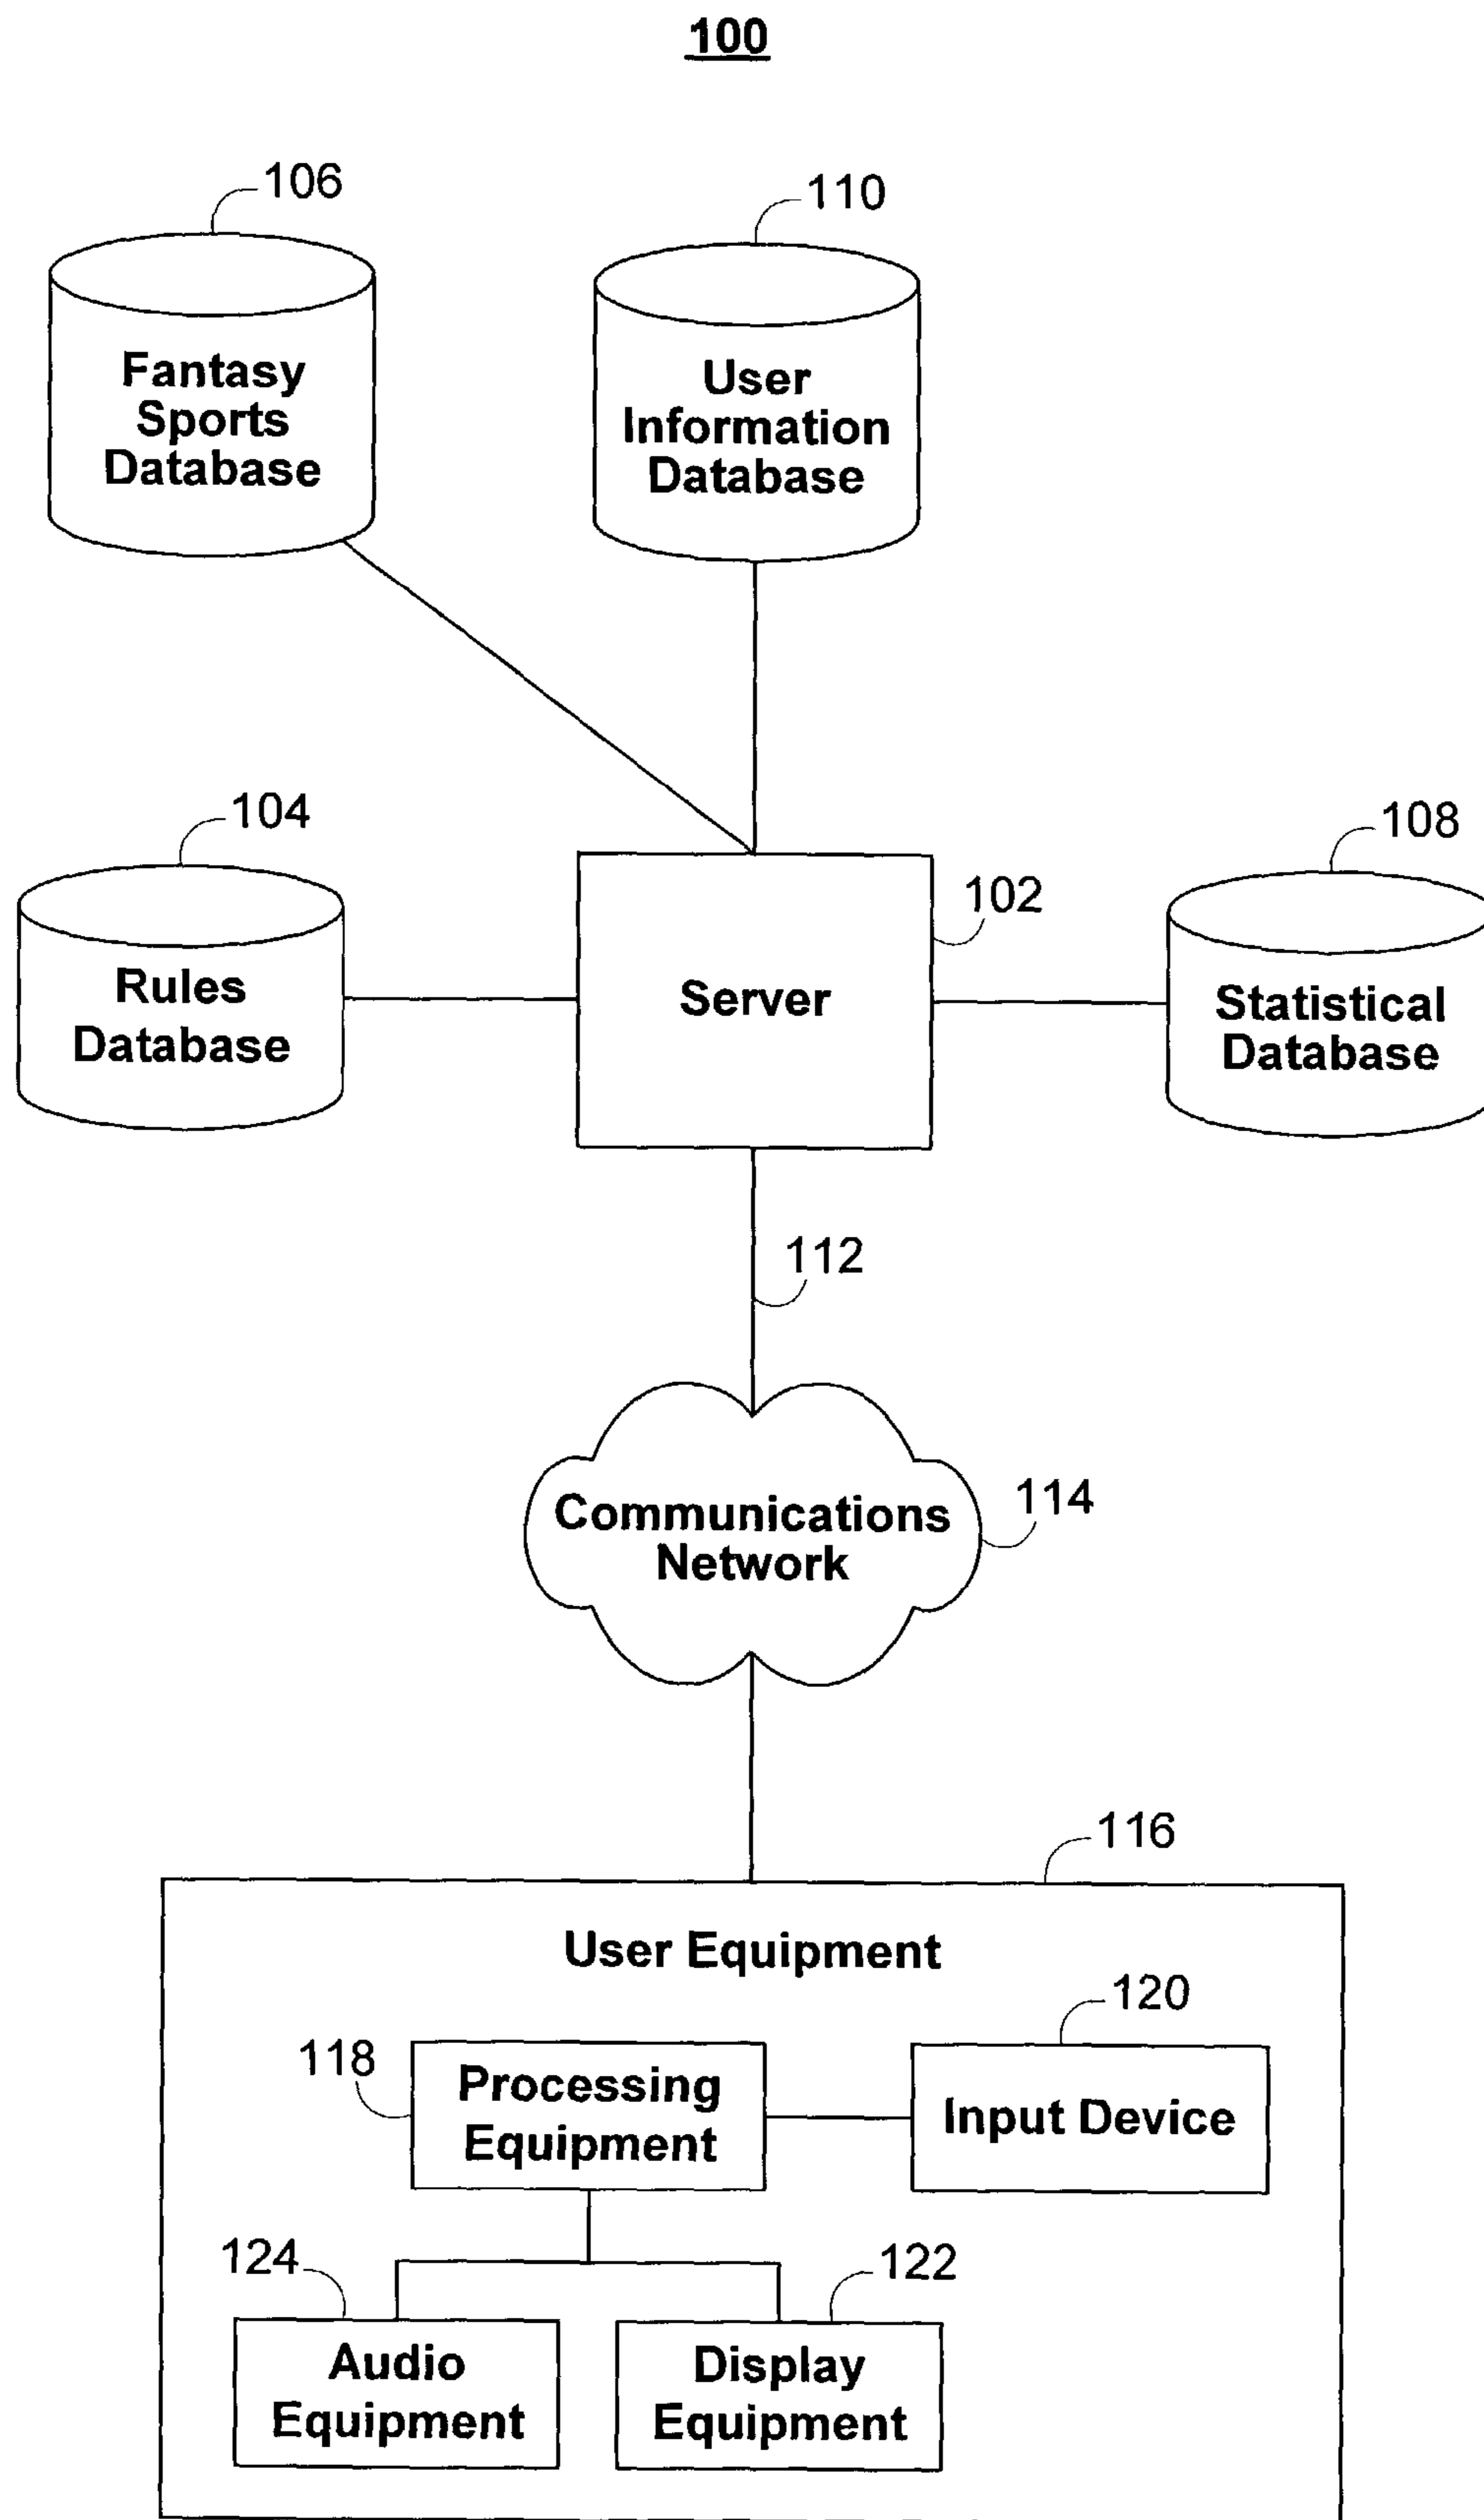 100
106
110
Fantasy
Sports
Database
User
Information
Database
104
108
102
Rules
Database
Server
Statistical
Database
112
Communications
Network
114
116
User Equipment
120
118
Processing
Equipment
Input Device
124
122
Audio
Equipment
Display
Equipment